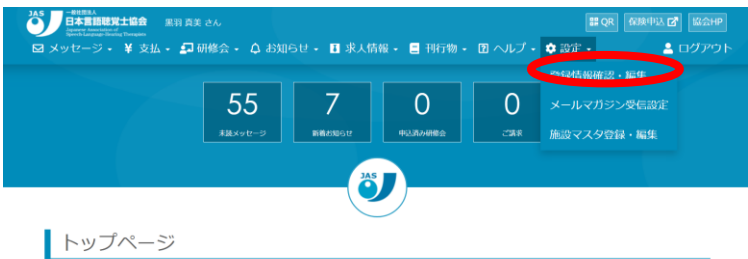 JAS 一般社団法人
日本言語聴覚士協会 黒羽 真美 さん QR 保険申込 協会HP
Japanese Association of
Speech-Language-Hearing Therapists
メッセージ ¥ 支払 研修会 お知らせ 求人情報 刊行物 ヘルプ 設定 ログアウト
登録情報確認・編集
メールマガジン受信設定
施設マスタ登録・編集
55 7 0 0
未読メッセージ 新着お知らせ 申込済み研修会 ご請求
JAS
トップページ